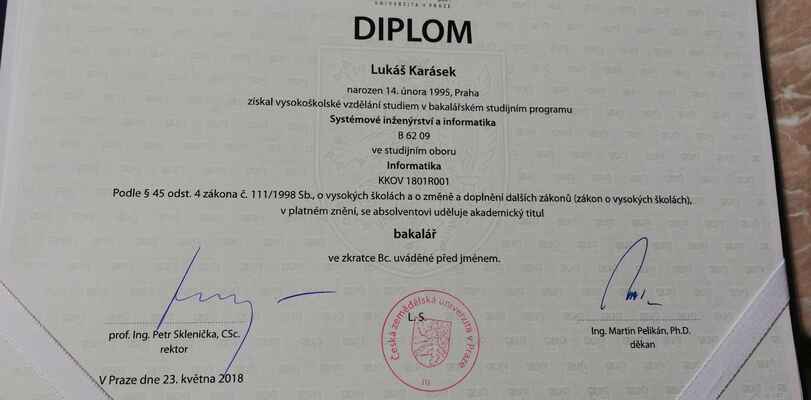 UNIVERZITA V PRAZE
DIPLOM
Lukáš Karásek
narozen 14. února 1995, Praha
získal vysokoškolské vzdělání studiem v bakalářském studijním programu
Systémové inženýrství a informatika
B 62 09
ve studijním oboru
Informatika
KKOV 1801R001
Podle § 45 odst. 4 zákona č. 111/1998 Sb., o vysokých školách a o změně a doplnění dalších zákonů (zákon o vysokých školách),
v platném znění, se absolventovi uděluje akademický titul
bakalář
ve zkratce Bc. uváděné před jménem.
L. S.
Česká zemědělská univerzita v Praze
prof. Ing. Petr Sklenička, CSc.
rektor
Ing. Martin Pelikán, Ph.D.
děkan
V Praze dne 23. května 2018